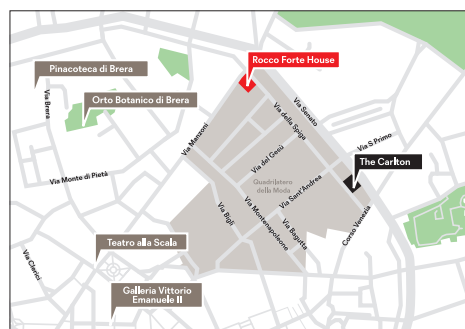 Rocco Forte House
Pinacoteca di Brera
Orto Botanico di Brera
Via Brera
Via Senato
Via della Spiga
Via Manzoni
Via S Primo
Via del Gesù
The Carlton
Via Monte di Pietà
Quadrilatero
della Moda
Via Sant'Andrea
Via Bigli
Via Montenapoleone
Via Bagutta
Corso Venezia
Teatro alla Scala
Via Clerici
Galleria Vittorio
Emanuele II